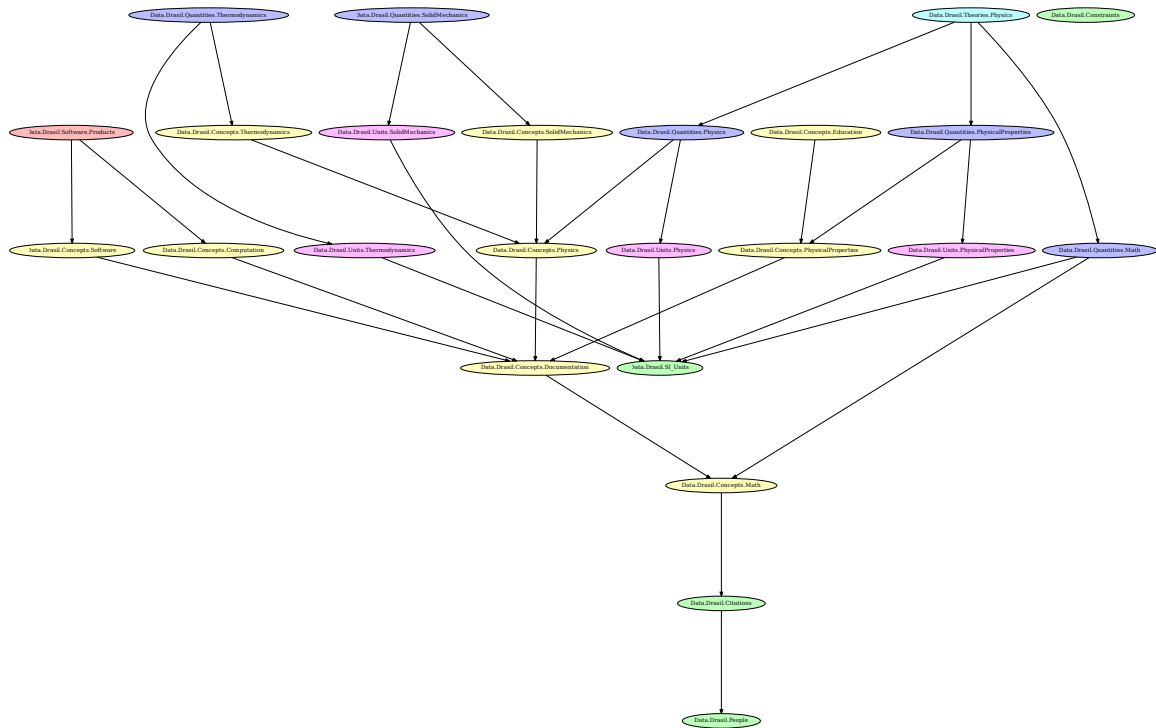 Data.Drasil.Quantities.Thermodynamics
Data.Drasil.Quantities.SolidMechanics
Data.Drasil.Theories.Physics
Data.Drasil.Constraints
Data.Drasil.Software.Products
Data.Drasil.Concepts.Thermodynamics
Data.Drasil.Units.SolidMechanics
Data.Drasil.Concepts.SolidMechanics
Data.Drasil.Quantities.Physics
Data.Drasil.Concepts.Education
Data.Drasil.Quantities.PhysicalProperties
Data.Drasil.Concepts.Software
Data.Drasil.Concepts.Computation
Data.Drasil.Units.Thermodynamics
Data.Drasil.Concepts.Physics
Data.Drasil.Units.Physics
Data.Drasil.Concepts.PhysicalProperties
Data.Drasil.Units.PhysicalProperties
Data.Drasil.Quantities.Math
Data.Drasil.Concepts.Documentation
Data.Drasil.SI_Units
Data.Drasil.Concepts.Math
Data.Drasil.Citations
Data.Drasil.People